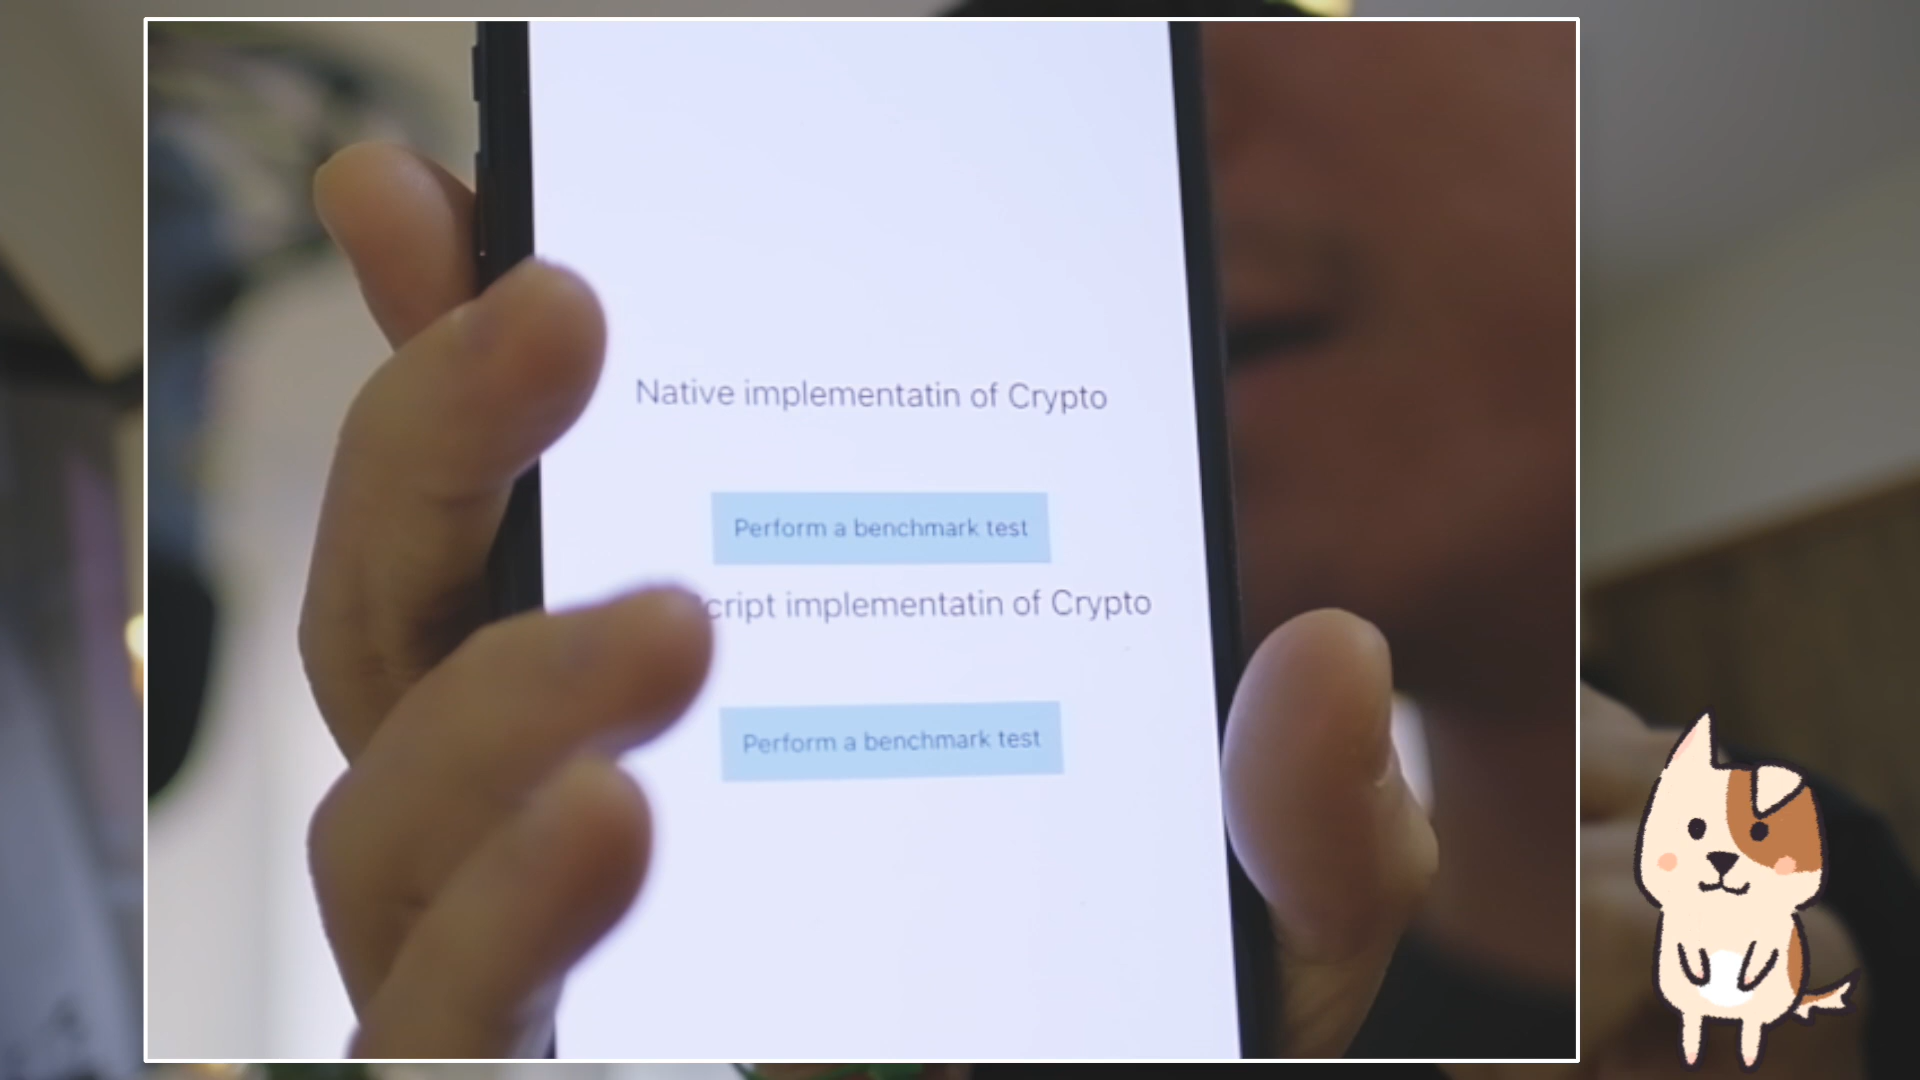 Native implementatin of Crypto
Perform a benchmark test
cript implementatin of Crypto
Perform a benchmark test